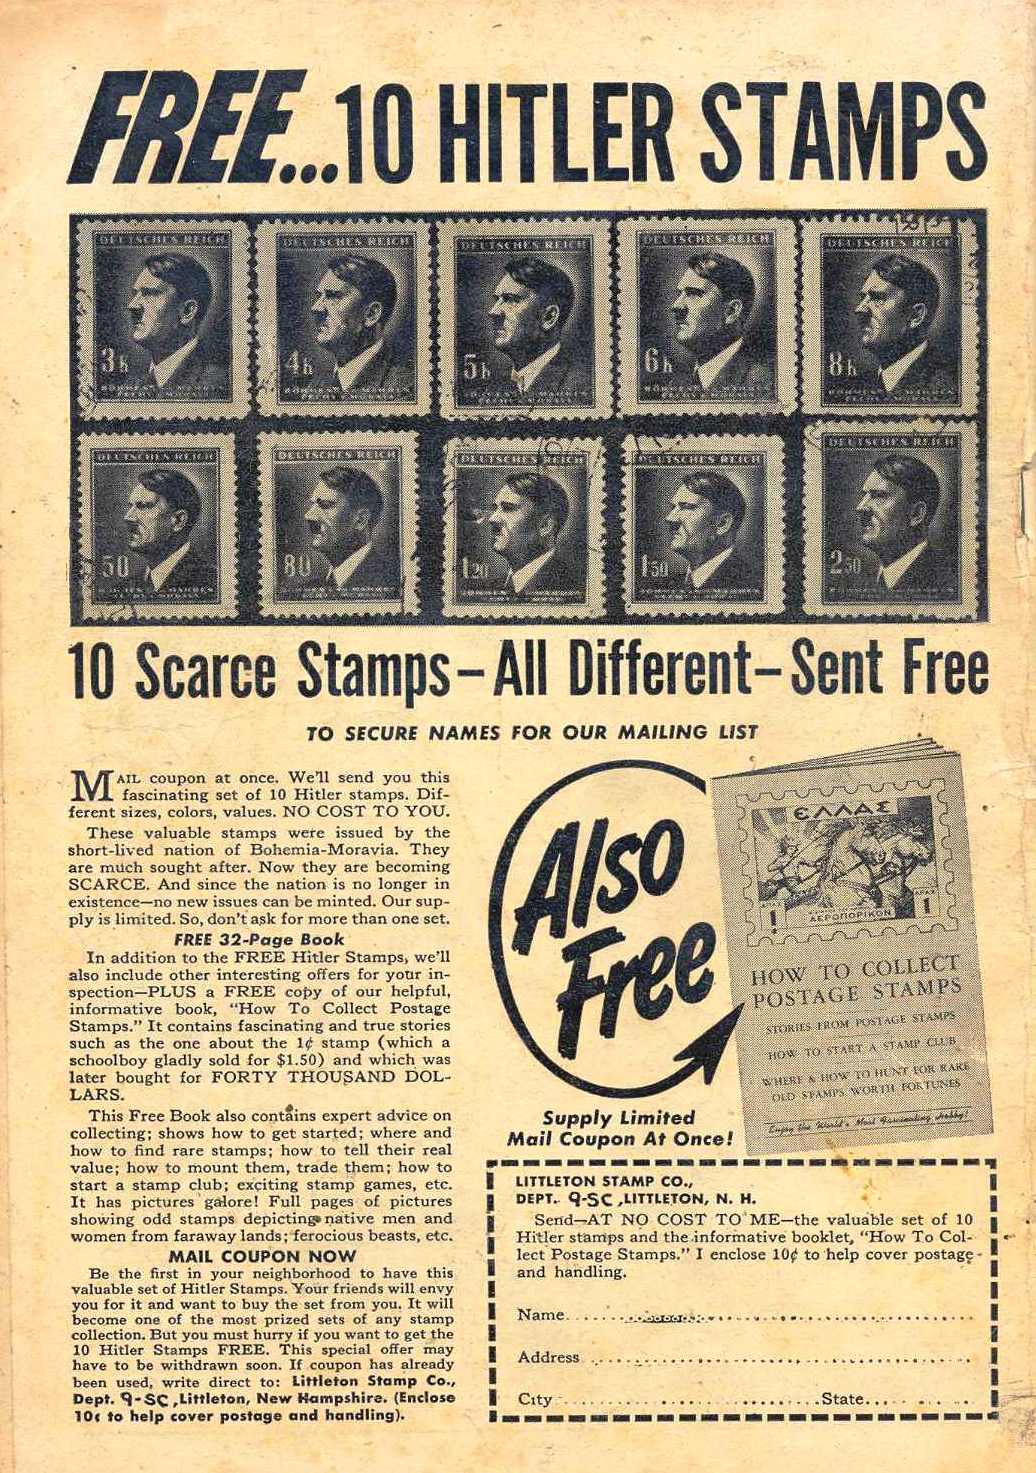 FREE...10 HITLER STAMPS
DEUTSCHES REICH
DEUTSCHES REICH
DEUTSCHES REICH
DEUTSCHES REICH
DEUTSCHES REICH
3h
4h
5h
6h
8h
BÖHMEN u. MÄHREN
ČECHY a MORAVA
DEUTSCHES REICH
DEUTSCHES REICH
DEUTSCHES REICH
DEUTSCHES REICH
DEUTSCHES REICH
50
80
1 20
1 50
2 50
10 Scarce Stamps—All Different—Sent Free
TO SECURE NAMES FOR OUR MAILING LIST
MAIL coupon at once. We'll send you this
fascinating set of 10 Hitler stamps. Dif-
ferent sizes, colors, values. NO COST TO YOU.
These valuable stamps were issued by the
short-lived nation of Bohemia-Moravia. They
are much sought after. Now they are becoming
SCARCE. And since the nation is no longer in
existence—no new issues can be minted. Our sup-
ply is limited. So, don't ask for more than one set.
FREE 32-Page Book
In addition to the FREE Hitler Stamps, we'll
also include other interesting offers for your in-
spection—PLUS a FREE copy of our helpful,
informative book, "How To Collect Postage
Stamps." It contains fascinating and true stories
such as the one about the 1¢ stamp (which a
schoolboy gladly sold for $1.50) and which was
later bought for FORTY THOUSAND DOL-
LARS.
This Free Book also contains expert advice on
collecting; shows how to get started; where and
how to find rare stamps; how to tell their real
value; how to mount them, trade them; how to
start a stamp club; exciting stamp games, etc.
It has pictures galore! Full pages of pictures
showing odd stamps depicting native men and
women from faraway lands; ferocious beasts, etc.
MAIL COUPON NOW
Be the first in your neighborhood to have this
valuable set of Hitler Stamps. Your friends will envy
you for it and want to buy the set from you. It will
become one of the most prized sets of any stamp
collection. But you must hurry if you want to get the
10 Hitler Stamps FREE. This special offer may
have to be withdrawn soon. If coupon has already
been used, write direct to: Littleton Stamp Co.,
Dept. 9-SC, Littleton, New Hampshire. (Enclose
10¢ to help cover postage and handling).
Also
Free
ΕΛΛΑΣ
ΔΡΑΧ
1
ΑΕΡΟΠΟΡΙΚΟΝ
ΔΡΑΧ
1
HOW TO COLLECT
POSTAGE STAMPS
STORIES FROM POSTAGE STAMPS
HOW TO START A STAMP CLUB
WHERE & HOW TO HUNT FOR RARE
OLD STAMPS WORTH FORTUNES
Enjoy the World's Most Fascinating Hobby!
Supply Limited
Mail Coupon At Once!
LITTLETON STAMP CO.,
DEPT. 9-SC, LITTLETON, N. H.
Send—AT NO COST TO ME—the valuable set of 10
Hitler stamps and the informative booklet, "How To Col-
lect Postage Stamps." I enclose 10¢ to help cover postage
and handling.
Name
Address
City State